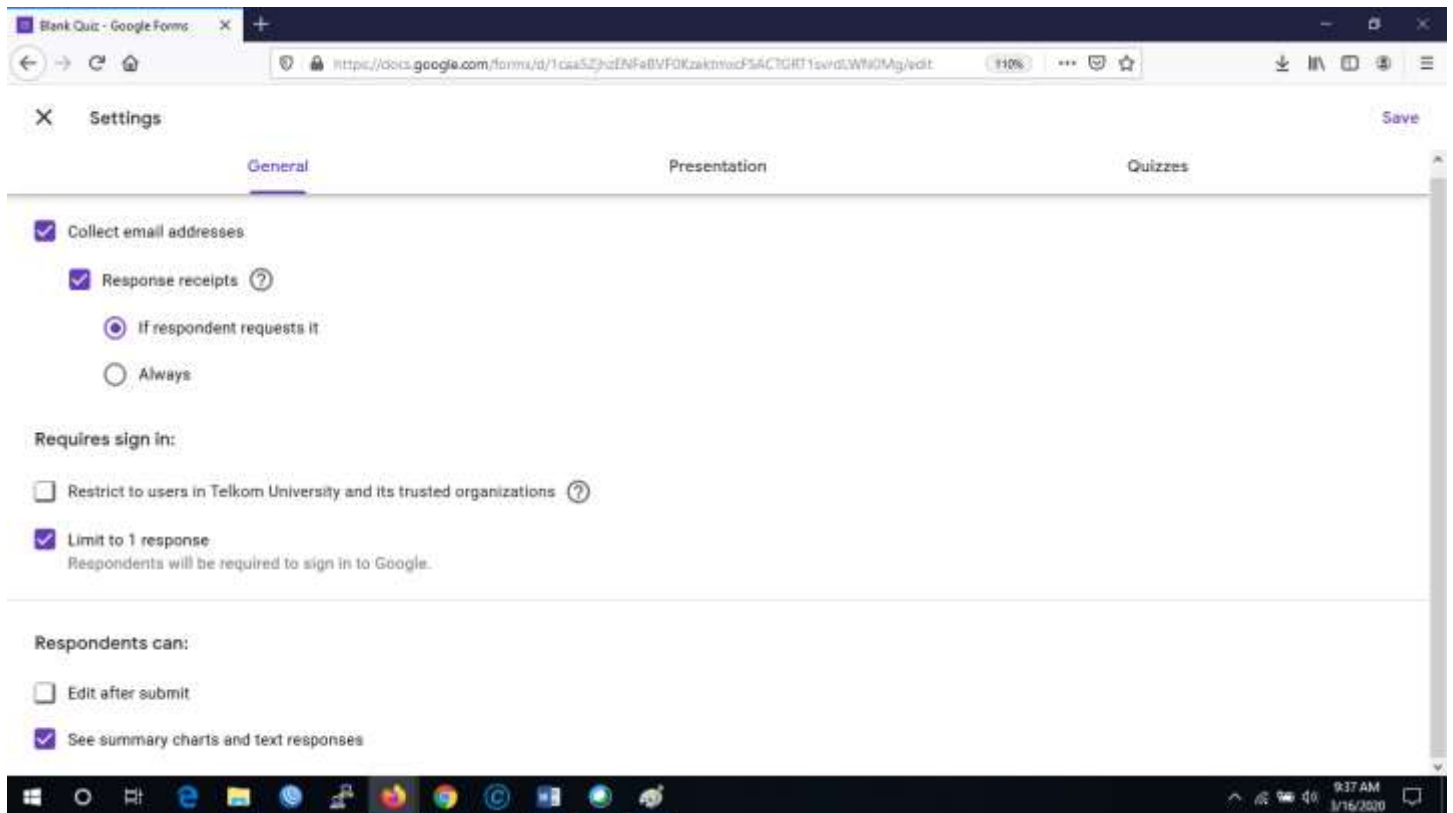 Blank Quiz - Google Forms
110%
Settings
Save
General
Presentation
Quizzes
Collect email addresses
Response receipts
If respondent requests it
Always
Requires sign in:
Restrict to users in Telkom University and its trusted organizations
Limit to 1 response
Respondents will be required to sign in to Google.
Respondents can:
Edit after submit
See summary charts and text responses
9:37 AM
3/16/2020